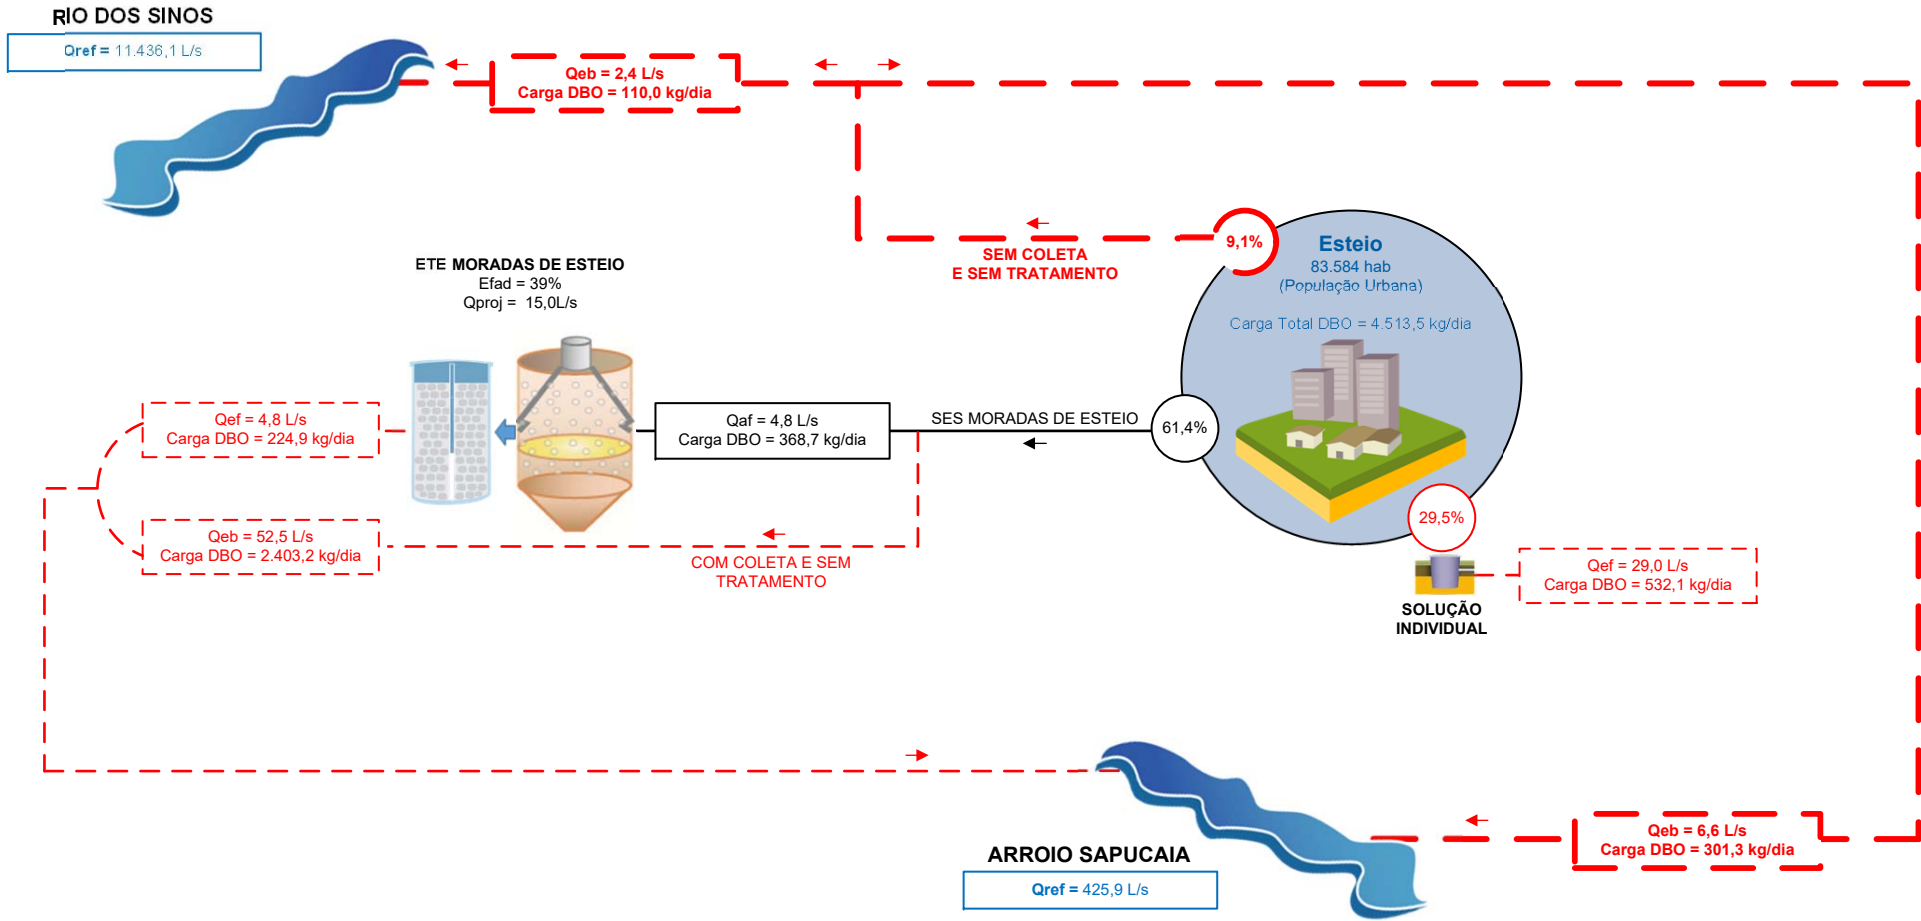 RIO DOS SINOS
Qref = 11.436,1 L/s
Qeb = 2,4 L/s
Carga DBO = 110,0 kg/dia
9,1%
SEM COLETA
E SEM TRATAMENTO
Esteio
83.584 hab
(População Urbana)
Carga Total DBO = 4.513,5 kg/dia
ETE MORADAS DE ESTEIO
Efad = 39%
Qproj = 15,0L/s
Qef = 4,8 L/s
Carga DBO = 224,9 kg/dia
Qaf = 4,8 L/s
Carga DBO = 368,7 kg/dia
SES MORADAS DE ESTEIO
61,4%
29,5%
Qeb = 52,5 L/s
Carga DBO = 2.403,2 kg/dia
COM COLETA E SEM
TRATAMENTO
Qef = 29,0 L/s
Carga DBO = 532,1 kg/dia
SOLUÇÃO
INDIVIDUAL
ARROIO SAPUCAIA
Qref = 425,9 L/s
Qeb = 6,6 L/s
Carga DBO = 301,3 kg/dia